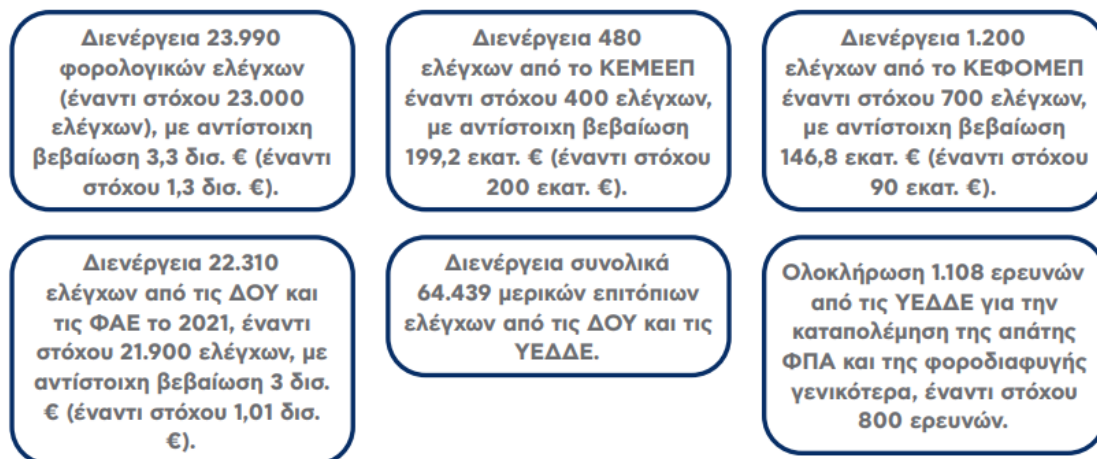 Διενέργεια 23.990
φορολογικών ελέγχων
(έναντι στόχου 23.000
ελέγχων), με αντίστοιχη
βεβαίωση 3,3 δισ. € (έναντι
στόχου 1,3 δισ. €).
Διενέργεια 480
ελέγχων από το ΚΕΜΕΕΠ
έναντι στόχου 400 ελέγχων,
με αντίστοιχη βεβαίωση
199,2 εκατ. € (έναντι στόχου
200 εκατ. €).
Διενέργεια 1.200
ελέγχων από το ΚΕΦΟΜΕΠ
έναντι στόχου 700 ελέγχων,
με αντίστοιχη βεβαίωση
146,8 εκατ. € (έναντι στόχου
90 εκατ. €).
Διενέργεια 22.310
ελέγχων από τις ΔΟΥ και
τις ΦΑΕ το 2021, έναντι
στόχου 21.900 ελέγχων, με
αντίστοιχη βεβαίωση 3 δισ.
€ (έναντι στόχου 1,01 δισ.
€).
Διενέργεια συνολικά
64.439 μερικών επιτόπιων
ελέγχων από τις ΔΟΥ και τις
ΥΕΔΔΕ.
Ολοκλήρωση 1.108 ερευνών
από τις ΥΕΔΔΕ για την
καταπολέμηση της απάτης
ΦΠΑ και της φοροδιαφυγής
γενικότερα, έναντι στόχου
800 ερευνών.